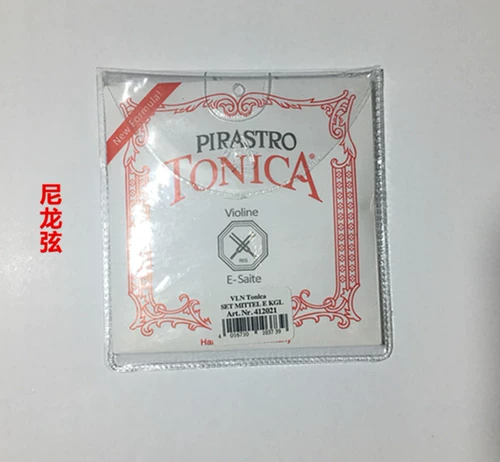 尼龙弦
New Formula!
PIRASTRO
TONICA®
Violine
E-Saite
VLN Tonica
SET MITTEL E KGL
Art.Nr. 412021